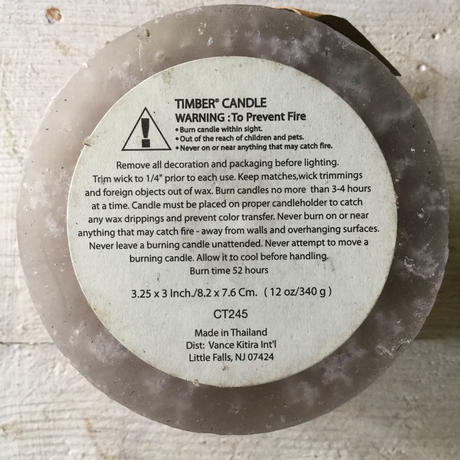 TIMBER® CANDLE
WARNING : To Prevent Fire
• Burn candle within sight.
• Out of the reach of children and pets.
• Never on or near anything that may catch fire.
Remove all decoration and packaging before lighting.
Trim wick to 1/4" prior to each use. Keep matches,wick trimmings
and foreign objects out of wax. Burn candles no more than 3-4 hours
at a time. Candle must be placed on proper candleholder to catch
any wax drippings and prevent color transfer. Never burn on or near
anything that may catch fire - away from walls and overhanging surfaces.
Never leave a burning candle unattended. Never attempt to move a
burning candle. Allow it to cool before handling.
Burn time 52 hours
3.25 x 3 Inch./8.2 x 7.6 Cm. ( 12 oz/340 g )
CT245
Made in Thailand
Dist: Vance Kitira Int'l
Little Falls, NJ 07424